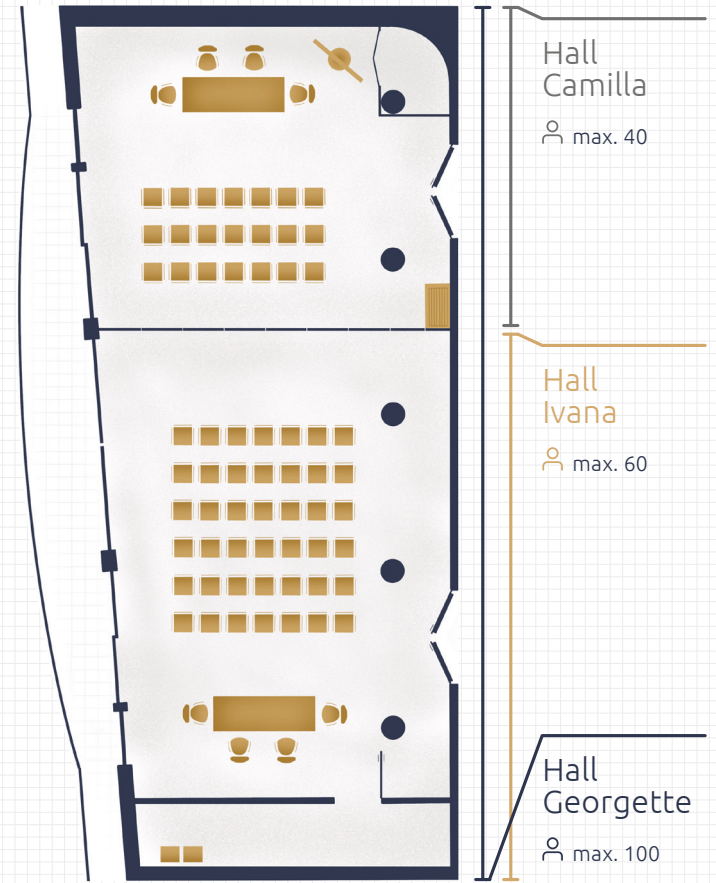 Hall
Camilla
max. 40
Hall
Ivana
max. 60
Hall
Georgette
max. 100